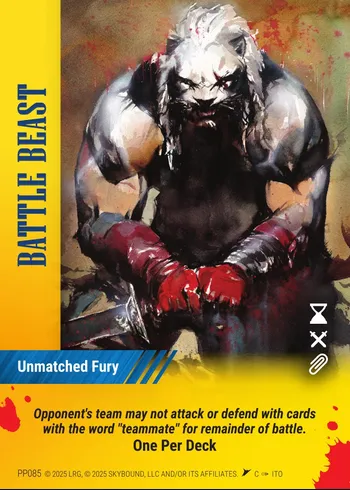 BATTLE BEAST
Unmatched Fury
Opponent's team may not attack or defend with cards
with the word "teammate" for remainder of battle.
One Per Deck
PP085 © 2025 LRG, © 2025 SKYBOUND, LLC AND/OR ITS AFFILIATES. C ITO